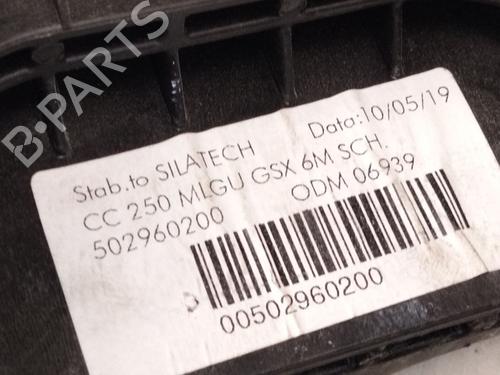 B-PARTS
Stab.to SILATECH Data:10/05/19
CC 250 MLGU GSX 6M SCH.
502960200 ODM 06939
00502960200